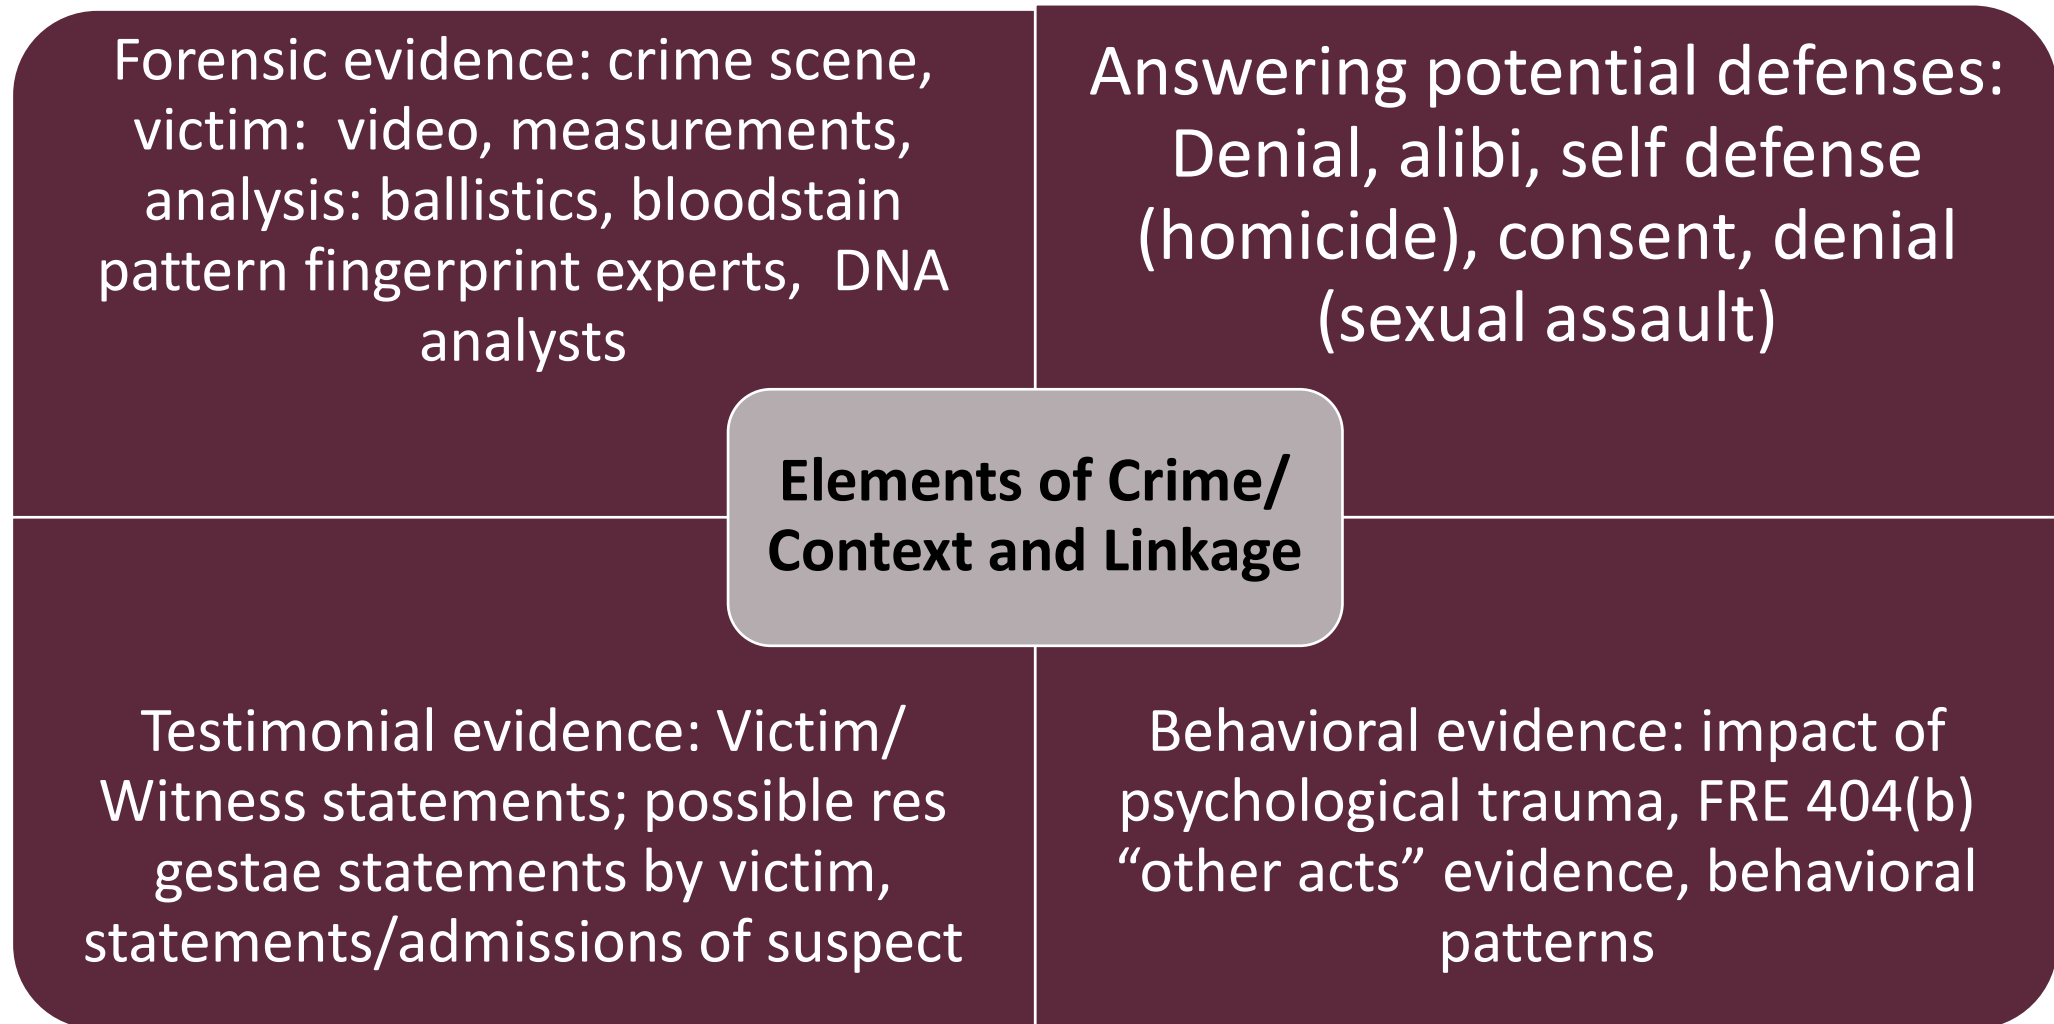 Forensic evidence: crime scene,
victim:  video, measurements,
analysis: ballistics, bloodstain
pattern fingerprint experts,  DNA
analysts
Answering potential defenses:
Denial, alibi, self defense
(homicide), consent, denial
(sexual assault)
Elements of Crime/
Context and Linkage
Testimonial evidence: Victim/
Witness statements; possible res
gestae statements by victim,
statements/admissions of suspect
Behavioral evidence: impact of
psychological trauma, FRE 404(b)
“other acts” evidence, behavioral
patterns